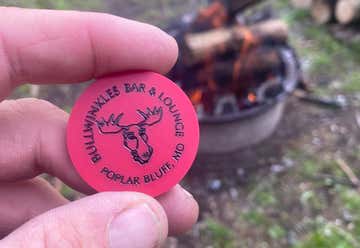 BULLWINKLES BAR & LOUNGE
POPLAR BLUFF, MO